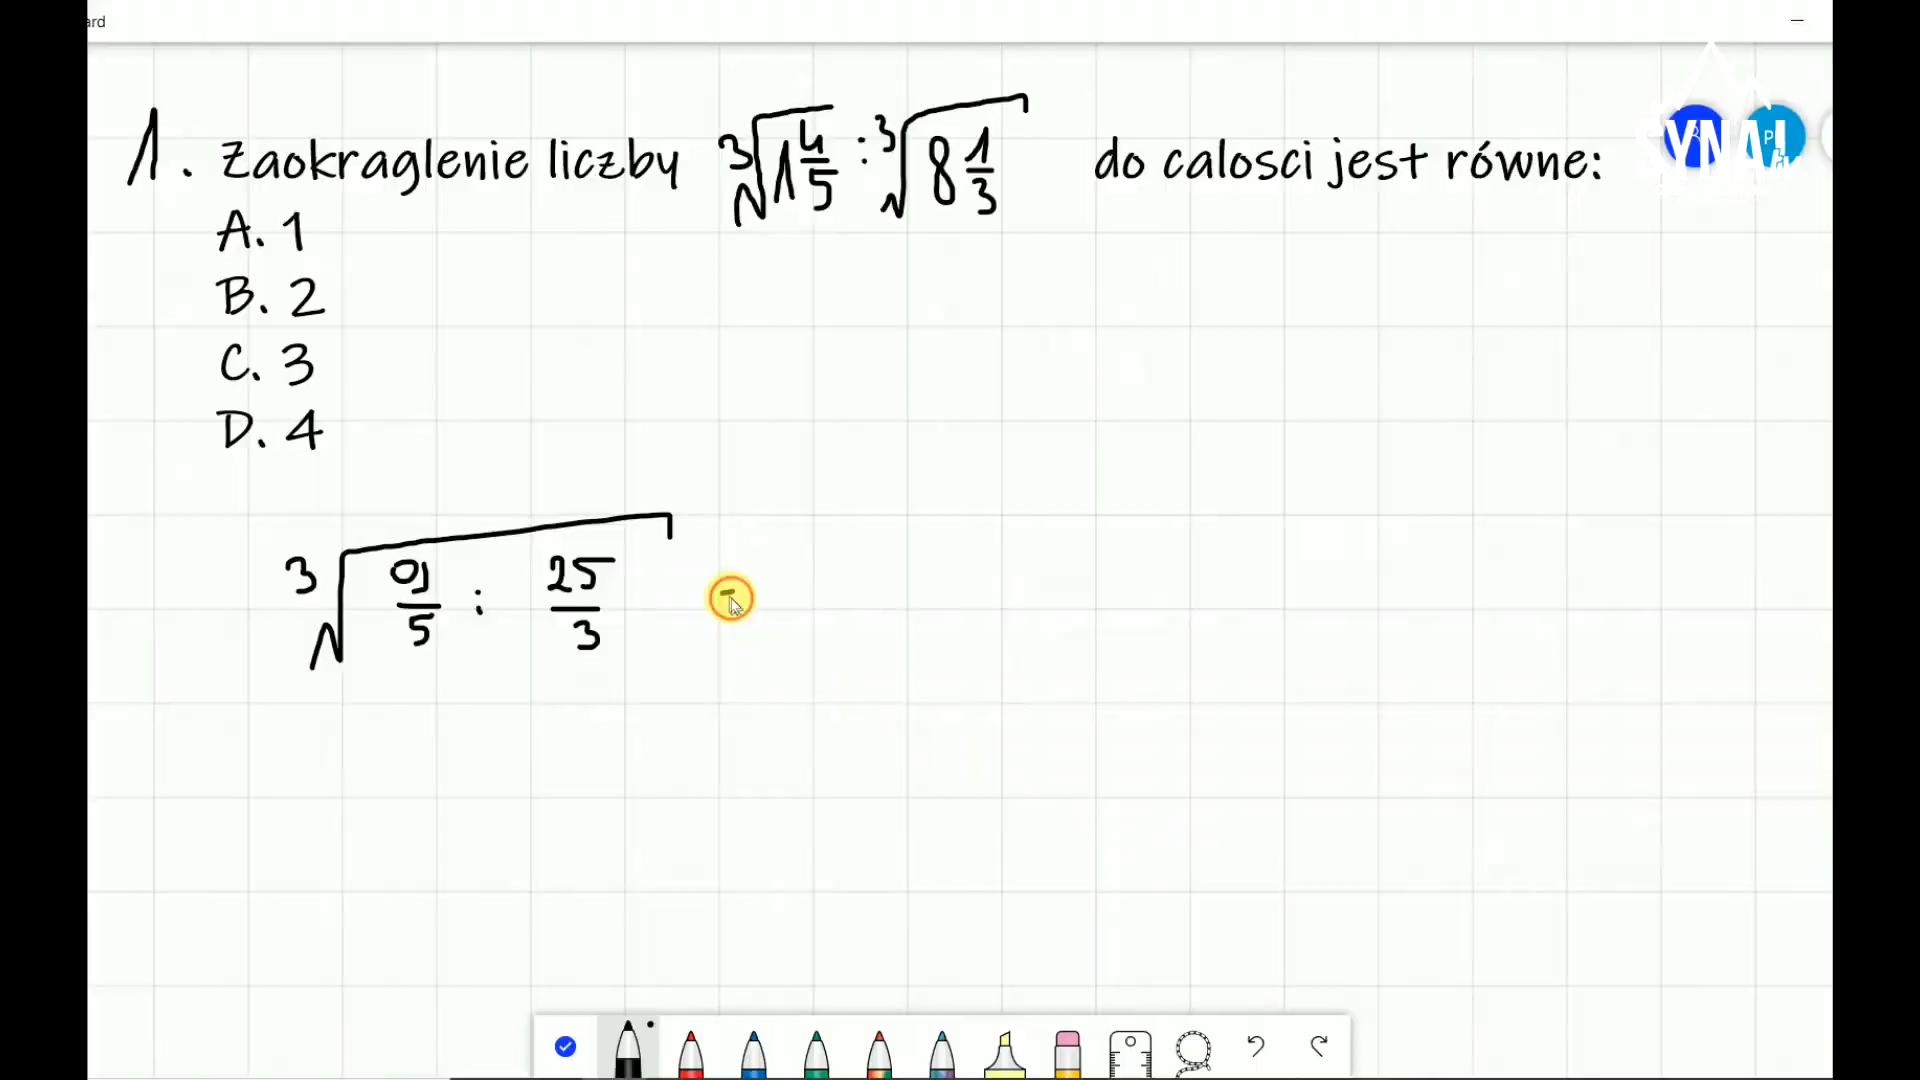 ard
1. Zaokraglenie liczby ∛1 4/5 : ∛8 1/3 do calosci jest równe:
A. 1
B. 2
C. 3
D. 4
∛9/5 : 25/3
SYNAJ